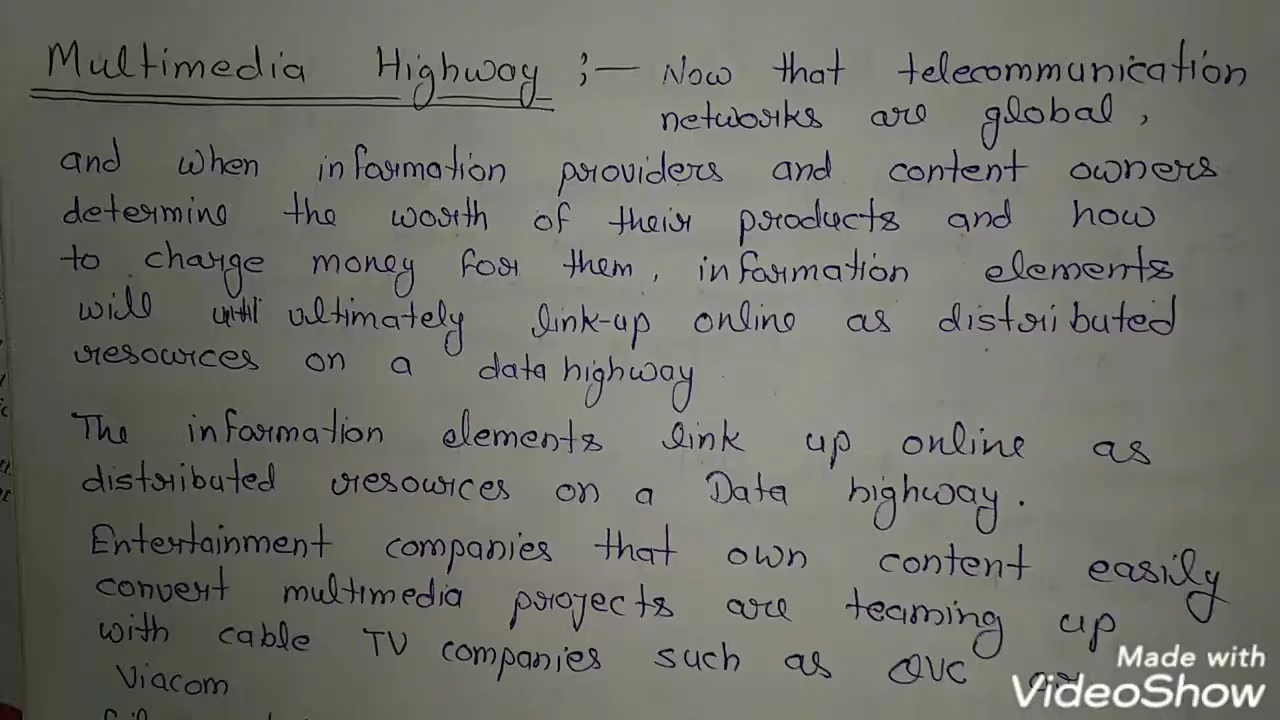 Multimedia Highway ;— Now that telecommunication
networks are global,
and when information providers and content owners
determine the worth of their products and how
to charge money for them, information elements
will ultimately link-up online as distributed
resources on a data highway
The information elements link up online as
distributed resources on a Data highway.
Entertainment companies that own content easily
convert multimedia projects are teaming up
with cable TV companies such as QVC
Viacom
Made with
VideoShow